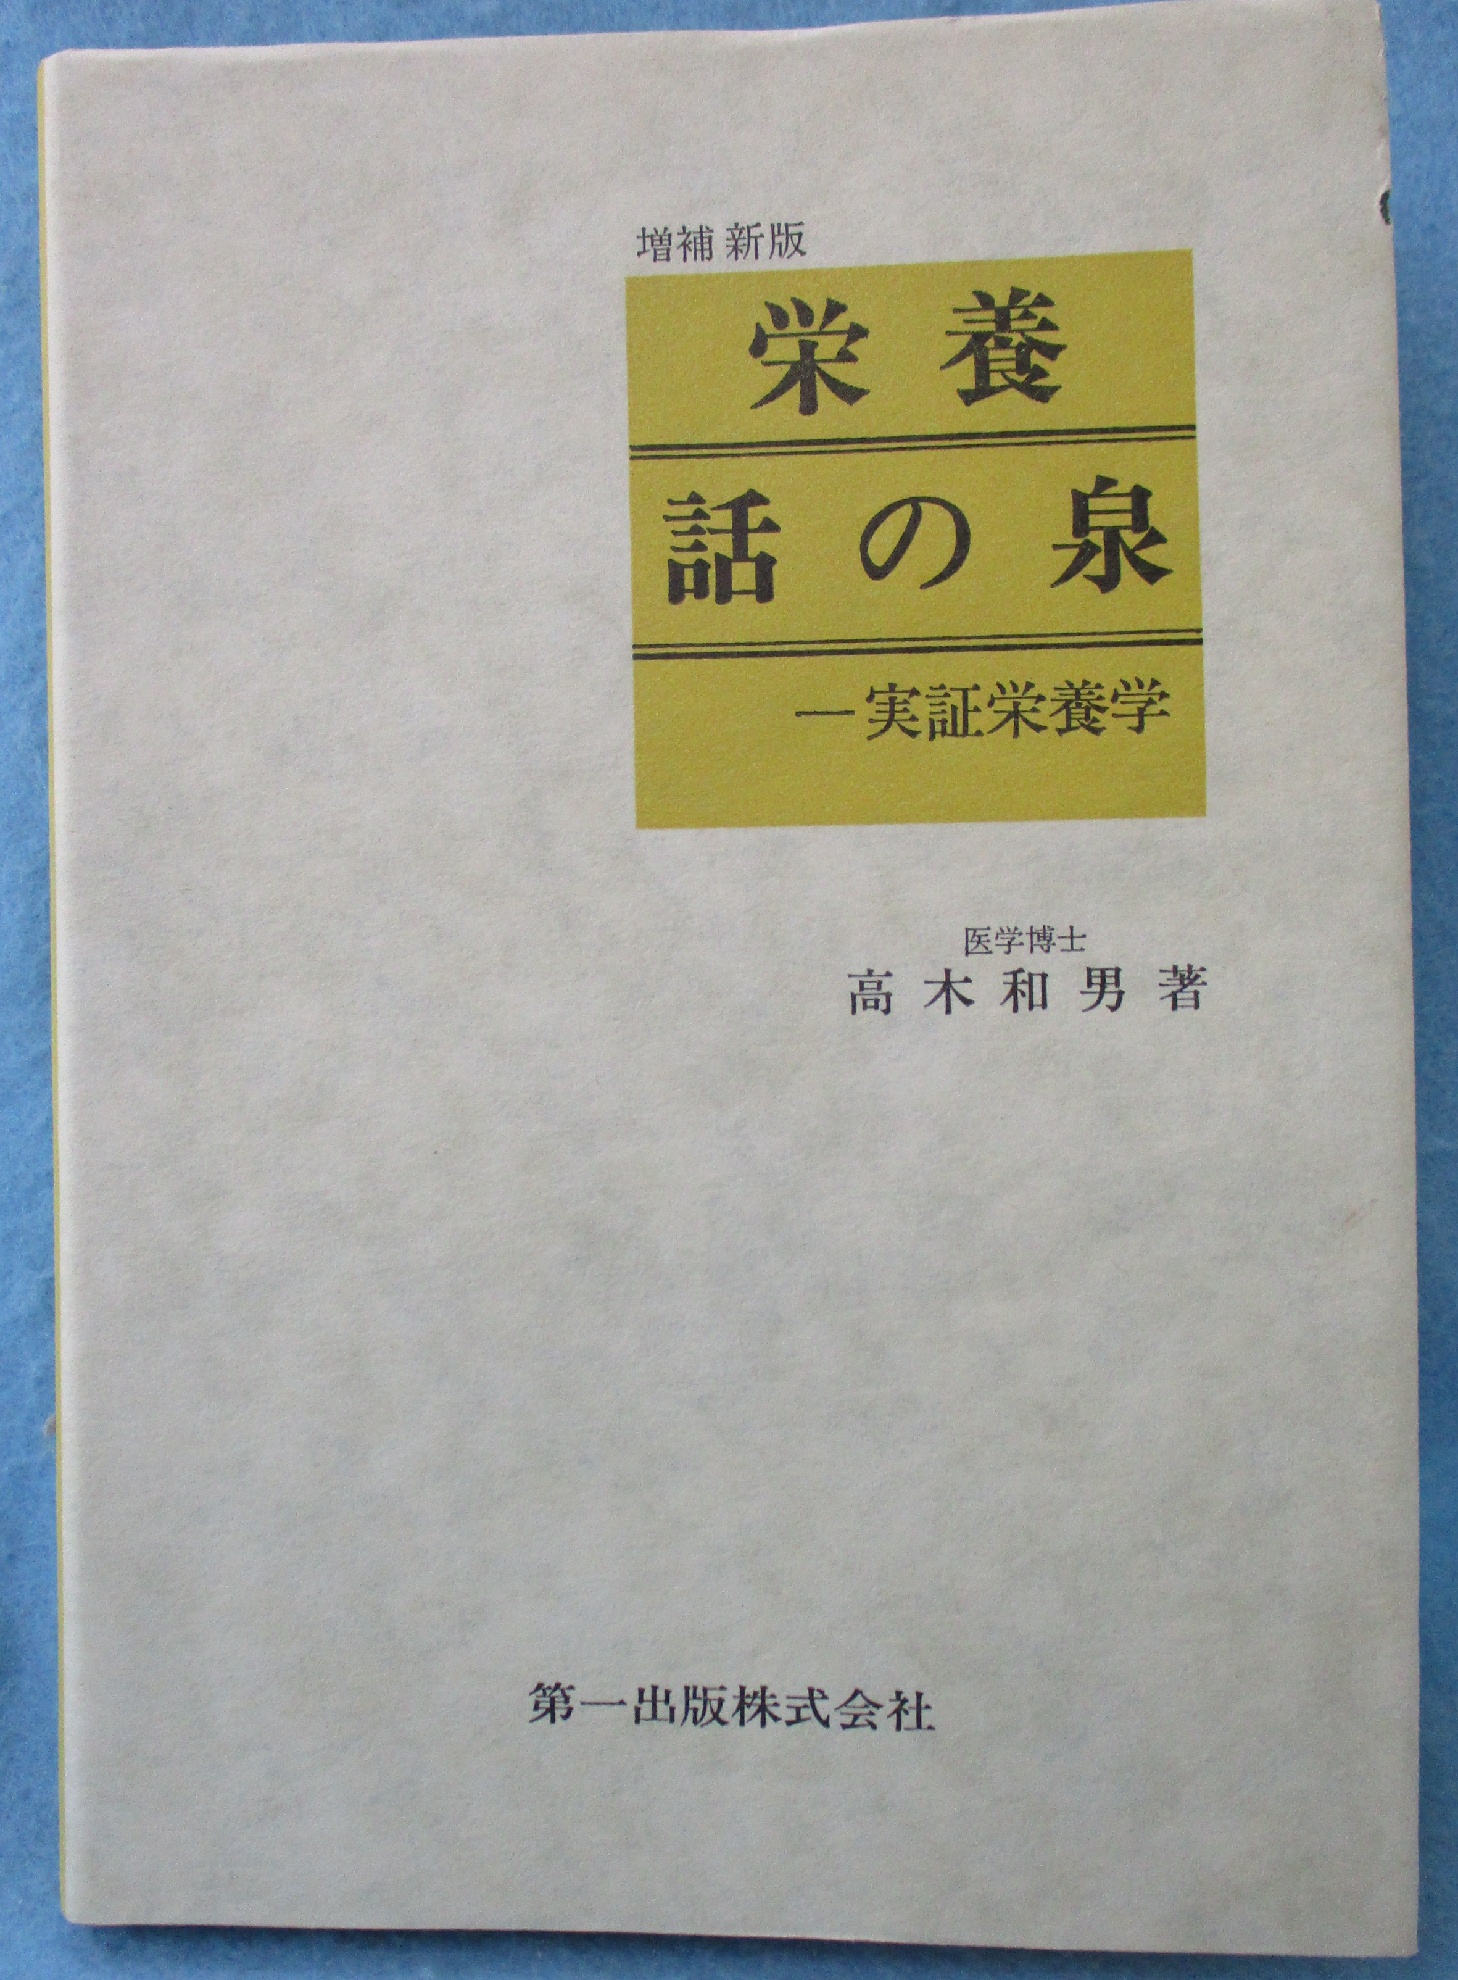 増補新版
栄養
話の泉
―実証栄養学
医学博士
高木和男著
第一出版株式会社